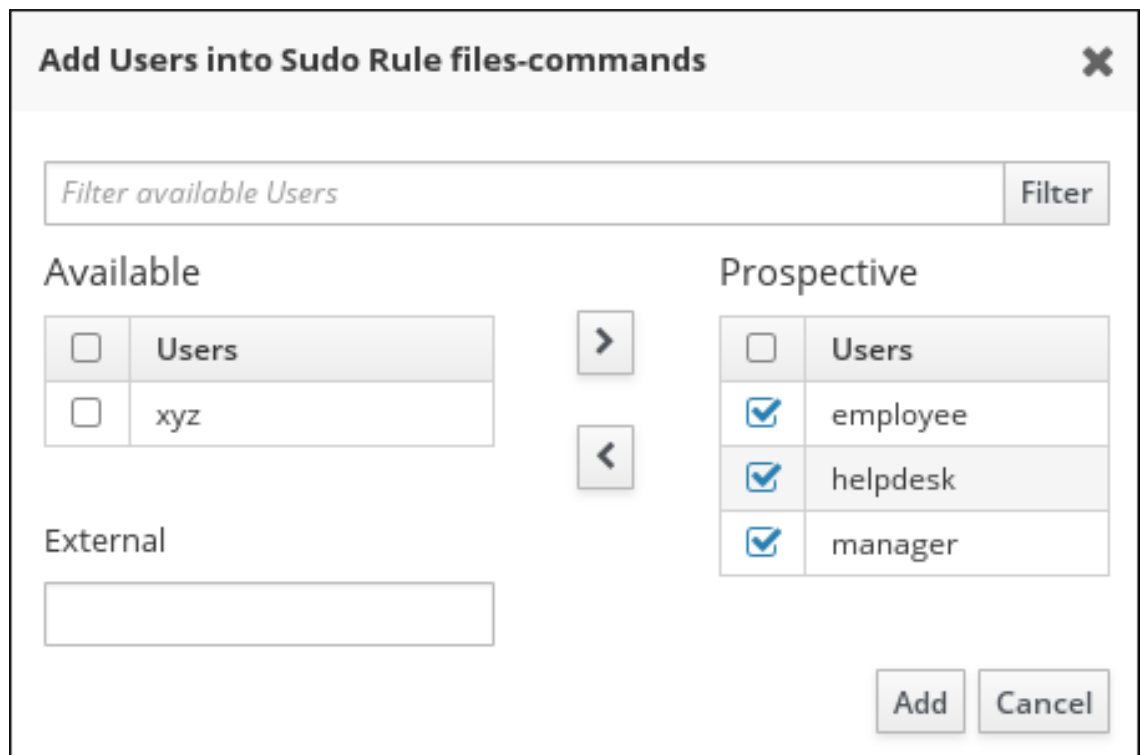 Add Users into Sudo Rule files-commands
Filter available Users
Filter
Available
Prospective
Users
Users
xyz
employee
helpdesk
manager
External
Add
Cancel